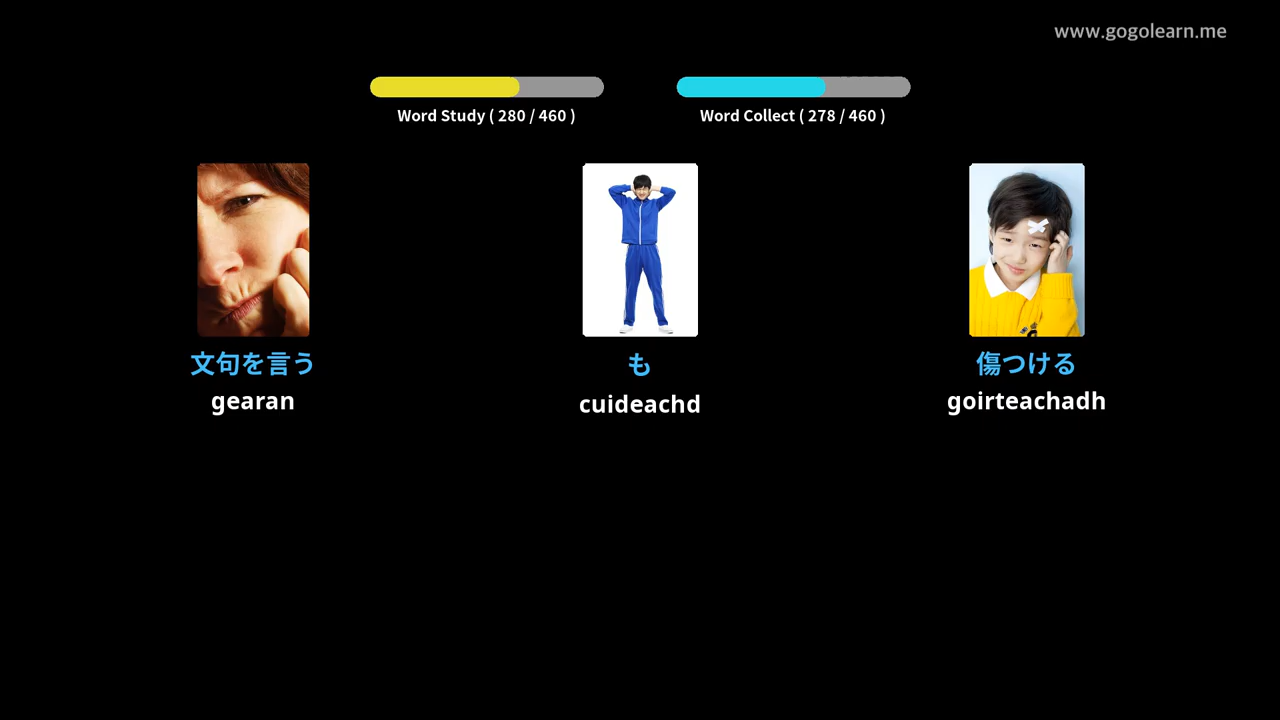 www.gogolearn.me
Word Study ( 280 / 460 )
Word Collect ( 278 / 460 )
文句を言う
も
傷つける
gearan
cuideachd
goirteachadh